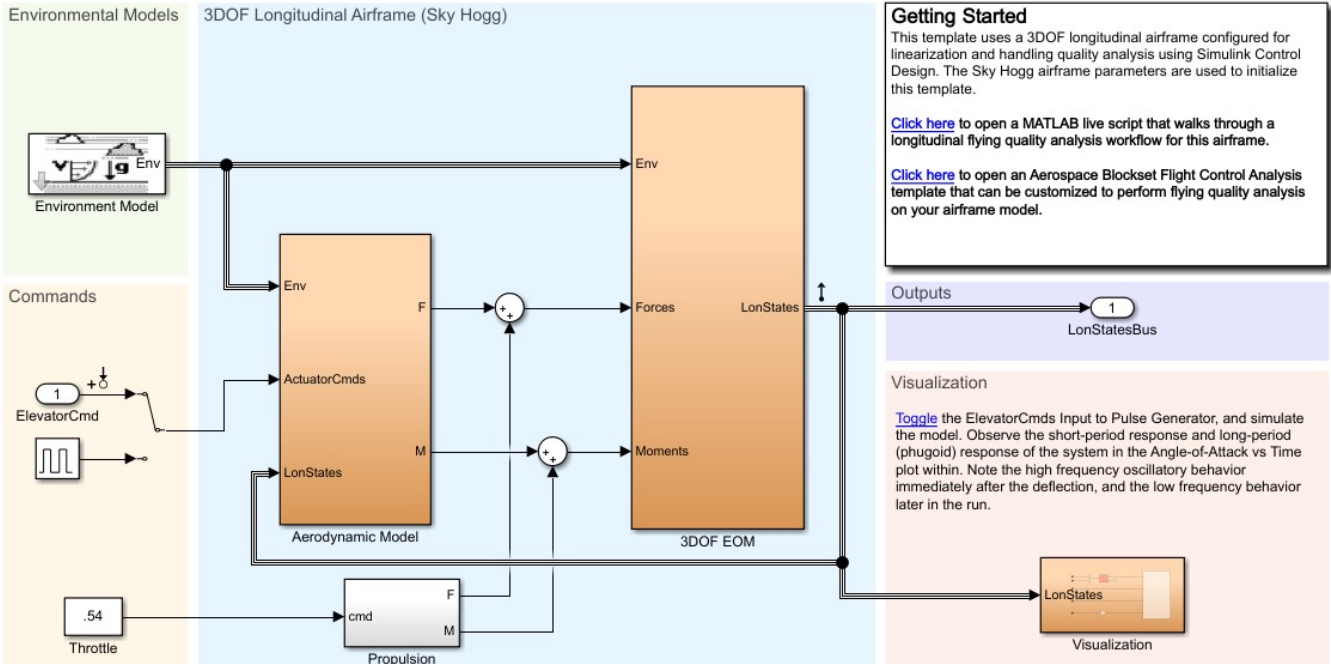 Environmental Models
3DOF Longitudinal Airframe (Sky Hogg)
Getting Started
This template uses a 3DOF longitudinal airframe configured for
linearization and handling quality analysis using Simulink Control
Design. The Sky Hogg airframe parameters are used to initialize
this template.
Click here to open a MATLAB live script that walks through a
longitudinal flying quality analysis workflow for this airframe.
Click here to open an Aerospace Blockset Flight Control Analysis
template that can be customized to perform flying quality analysis
on your airframe model.
V g Env
Environment Model
Env
Env
F
Forces
LonStates
ActuatorCmds
M
Moments
LonStates
Aerodynamic Model
3DOF EOM
Commands
1
ElevatorCmd
.54
Throttle
cmd
F
M
Propulsion
Outputs
1
LonStatesBus
Visualization
Toggle the ElevatorCmds Input to Pulse Generator, and simulate
the model. Observe the short-period response and long-period
(phugoid) response of the system in the Angle-of-Attack vs Time
plot within. Note the high frequency oscillatory behavior
immediately after the deflection, and the low frequency behavior
later in the run.
LonStates
Visualization